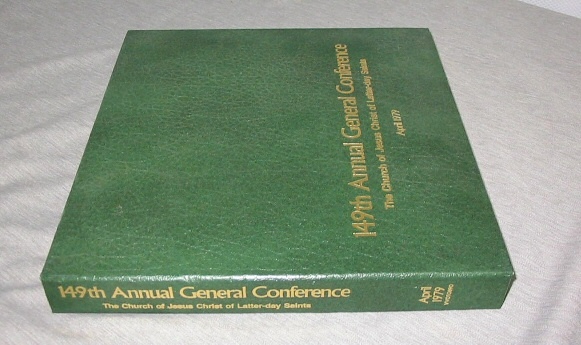 149th Annual General Conference
The Church of Jesus Christ of Latter-day Saints
April 1979
149th Annual General Conference
The Church of Jesus Christ of Latter-day Saints
April
1979